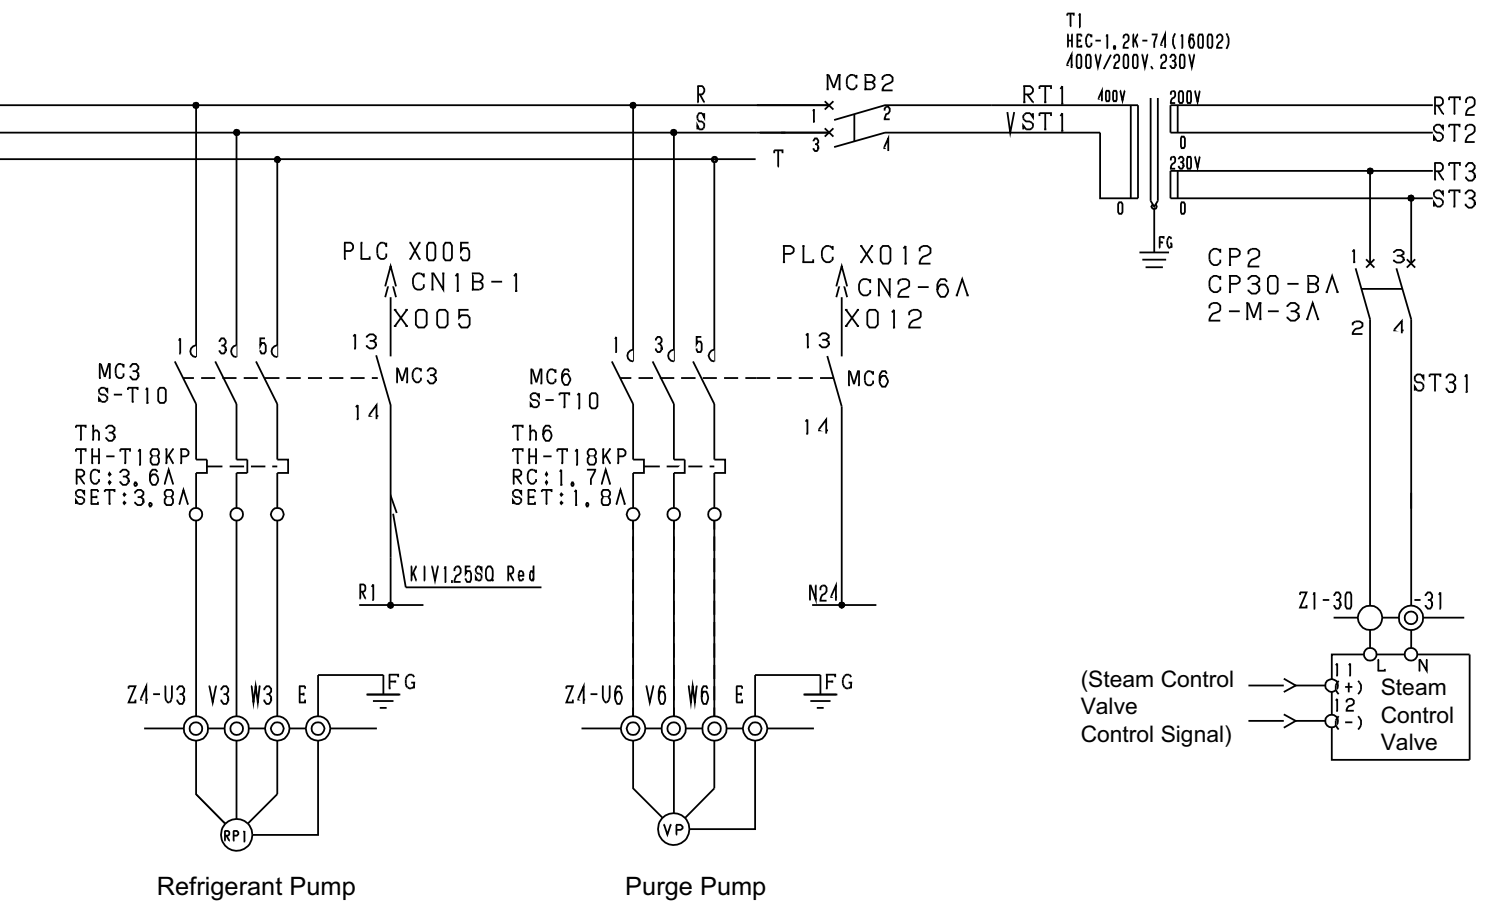 T1
HEC-1.2K-74(16002)
400V/200V.230V
MCB2
R
S
T
1
2
3
4
RT1
VST1
400V
0
200V
0
230V
0
FG
RT2
ST2
RT3
ST3
PLC X005
CN1B-1
X005
13
14
MC3
1 3 5
MC3
S-T10
Th3
TH-T18KP
RC:3.6A
SET:3.8A
KIV1.25SQ Red
R1
Z4-U3 V3 W3 E
FG
RP1
Refrigerant Pump
PLC X012
CN2-6A
X012
13
14
MC6
1 3 5
MC6
S-T10
Th6
TH-T18KP
RC:1.7A
SET:1.8A
N24
Z4-U6 V6 W6 E
FG
VP
Purge Pump
CP2
CP30-BA
2-M-3A
1 3
2 4
ST31
Z1-30 -31
L N
11
(+)
12
(-)
Steam
Control
Valve
(Steam Control
Valve
Control Signal)